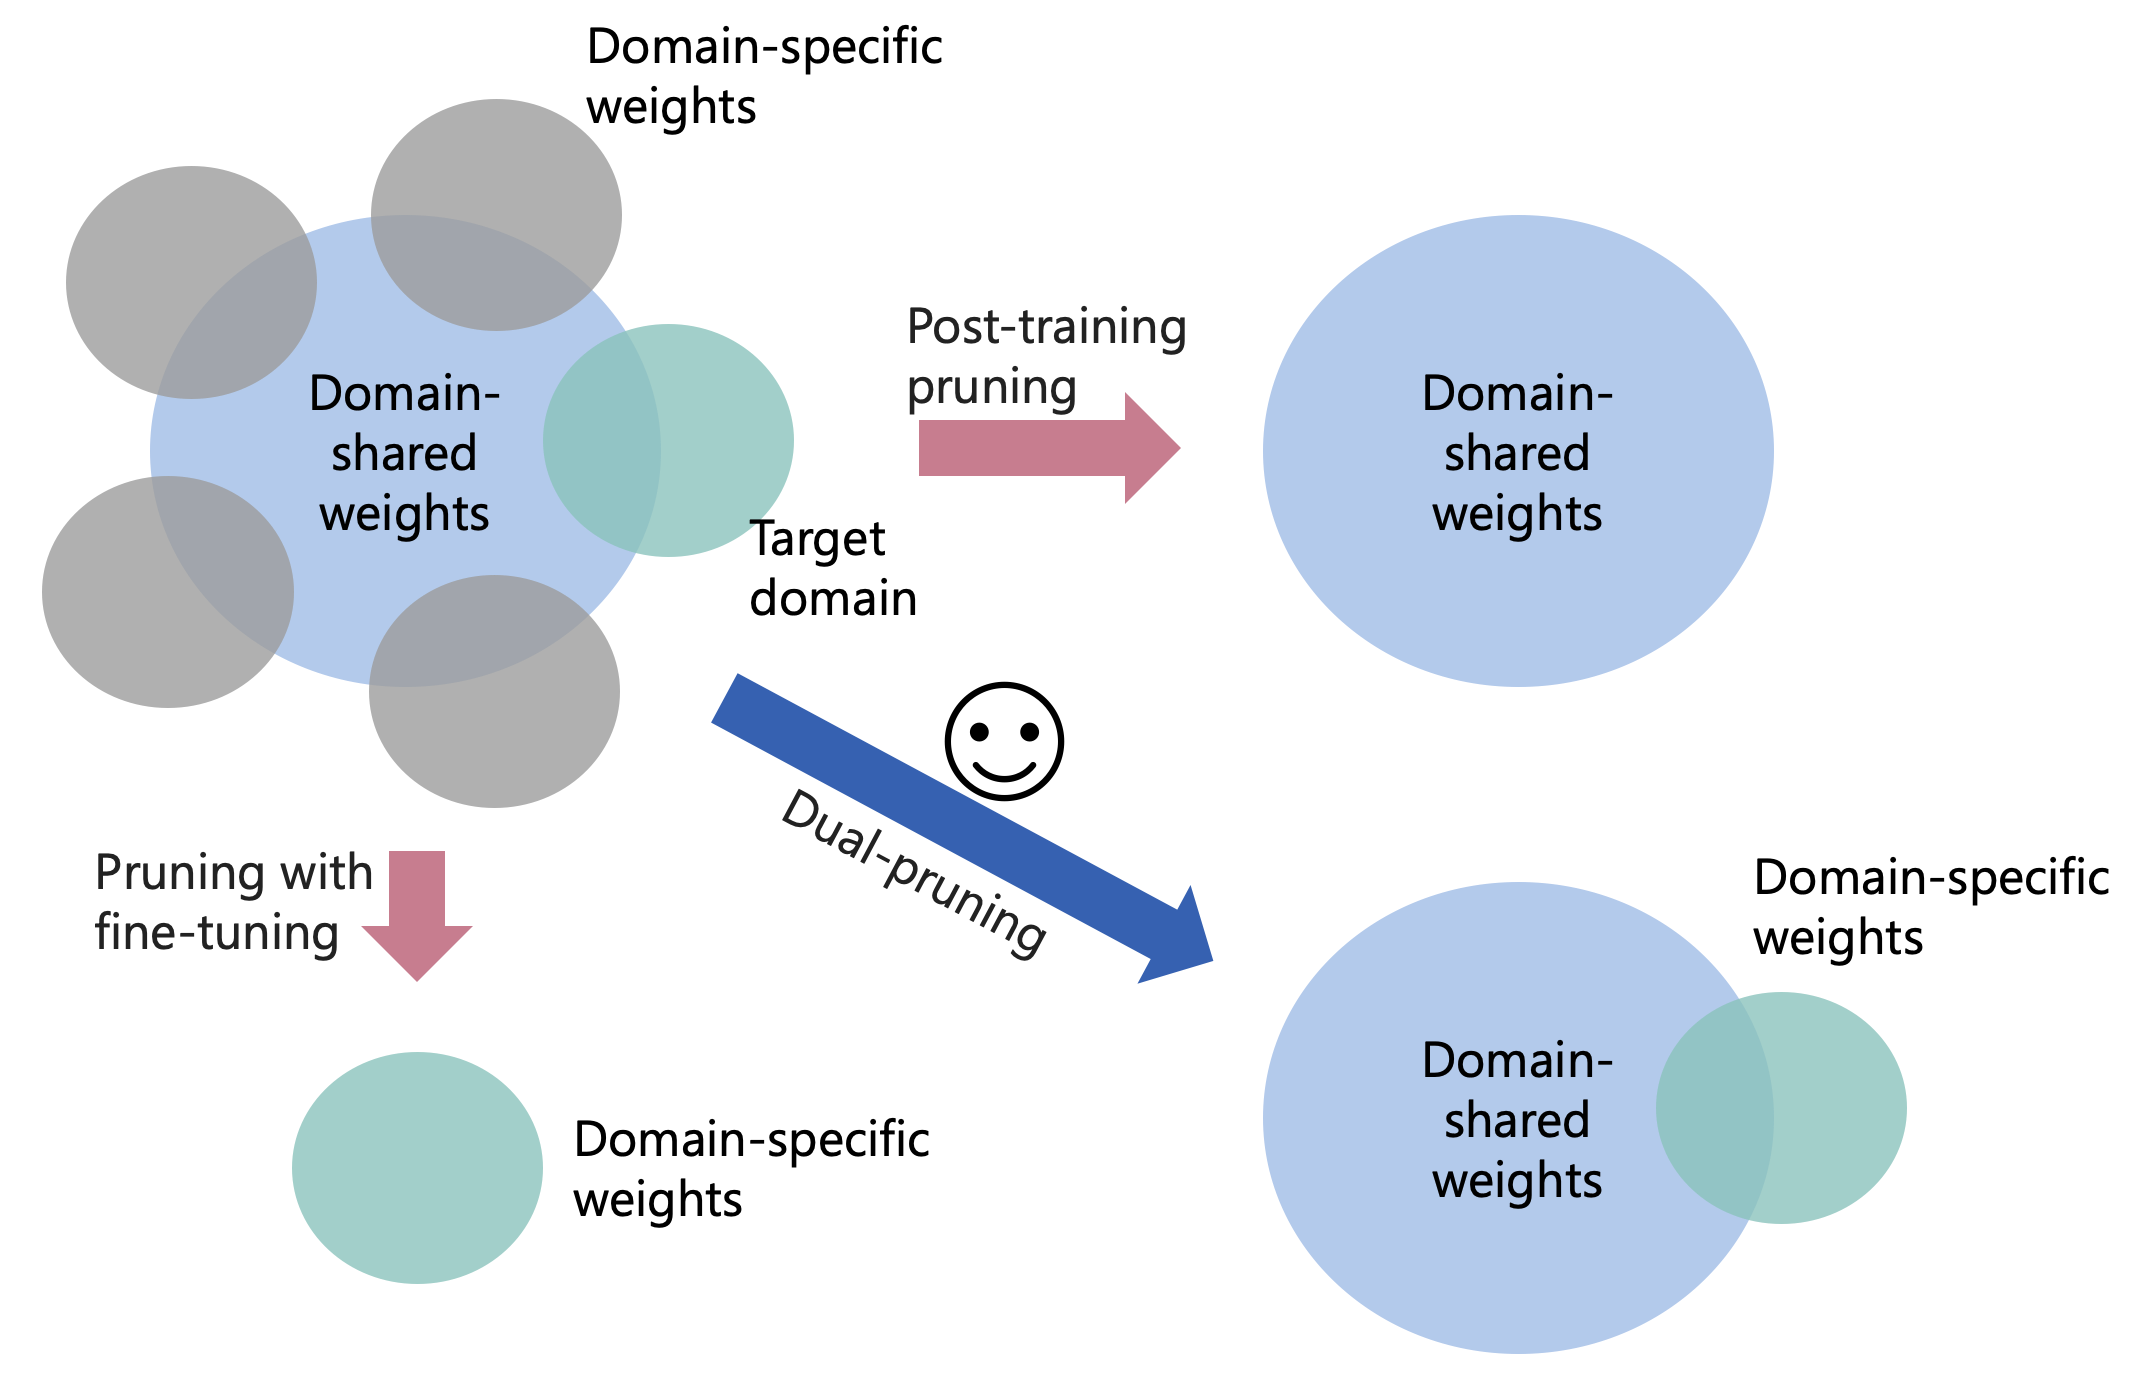 Domain-specific
weights
Domain-
shared
weights
Target
domain
Post-training
pruning
Domain-
shared
weights
Dual-pruning
Pruning with
fine-tuning
Domain-specific
weights
Domain-specific
weights
Domain-
shared
weights